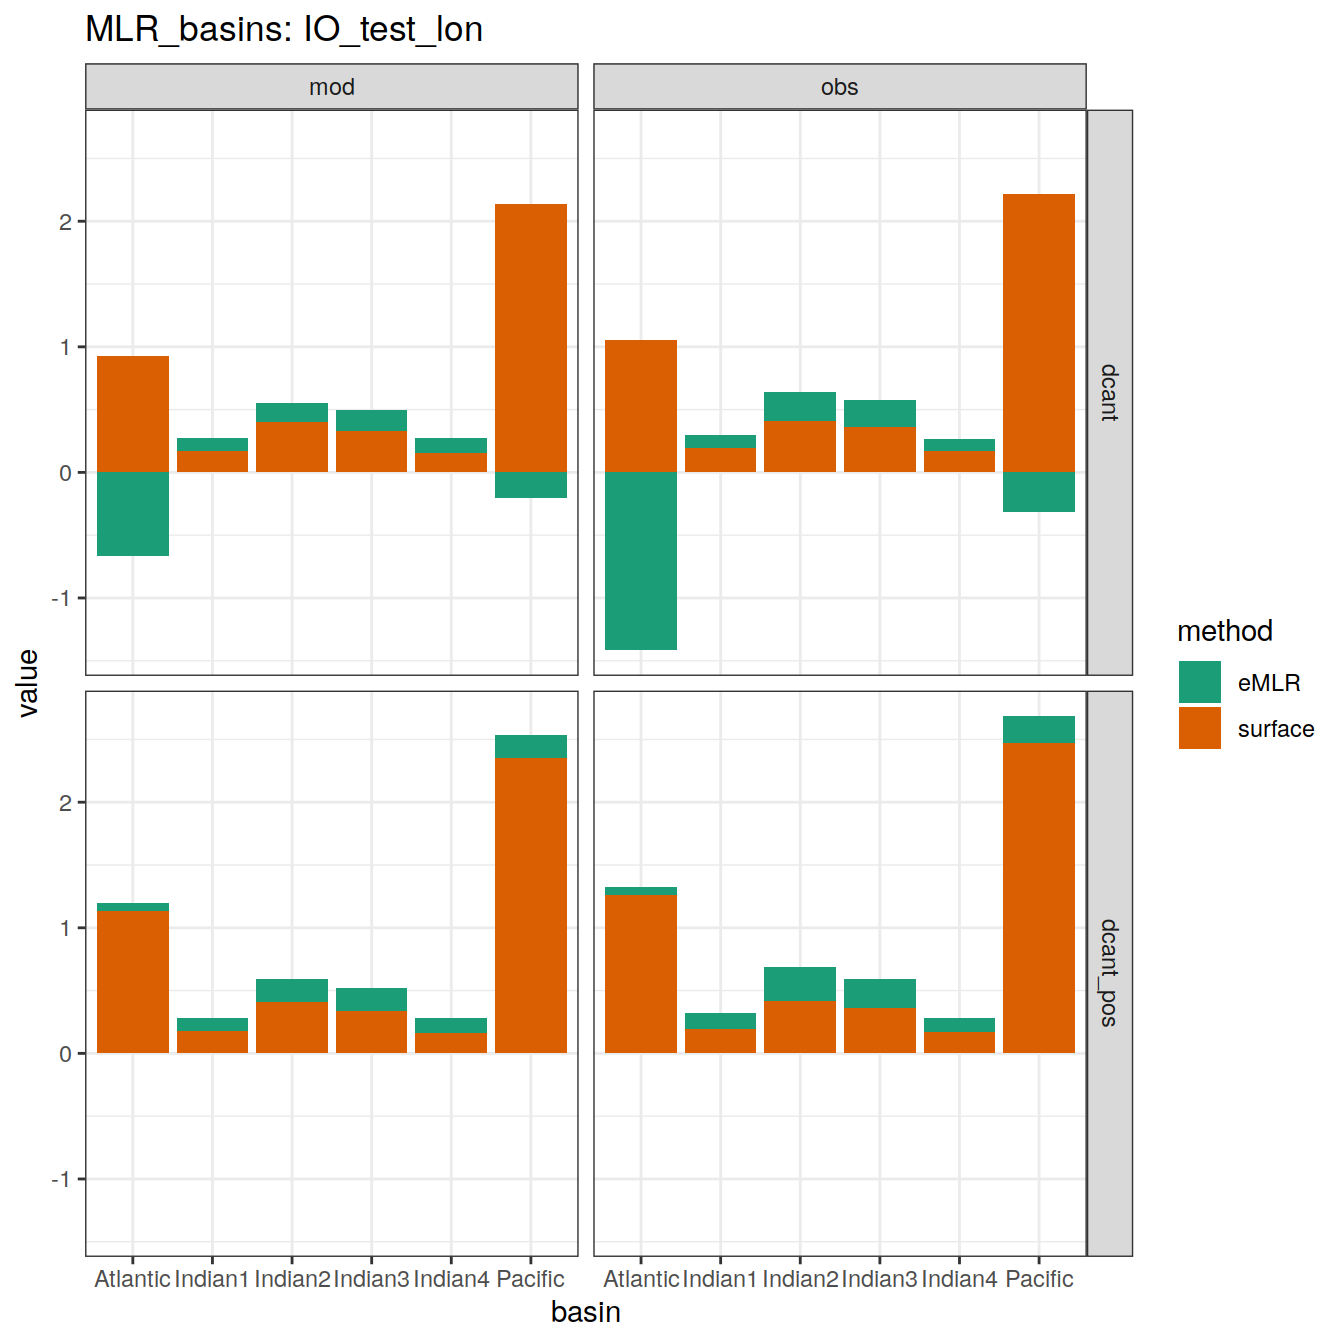 MLR_basins: IO_test_lon
mod
obs
2
1
0
-1
dcant
2
1
0
-1
dcant_pos
value
Atlantic Indian1 Indian2 Indian3 Indian4 Pacific
Atlantic Indian1 Indian2 Indian3 Indian4 Pacific
basin
method
eMLR
surface